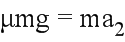 μmg = ma₂